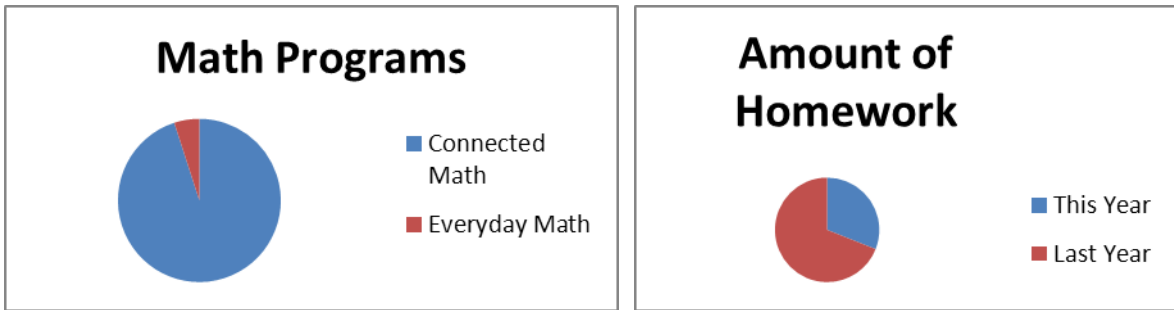 Math Programs
Connected
Math
Everyday Math
Amount of
Homework
This Year
Last Year